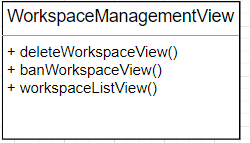 WorkspaceManagementView
+ deleteWorkspaceView()
+ banWorkspaceView()
+ workspaceListView()